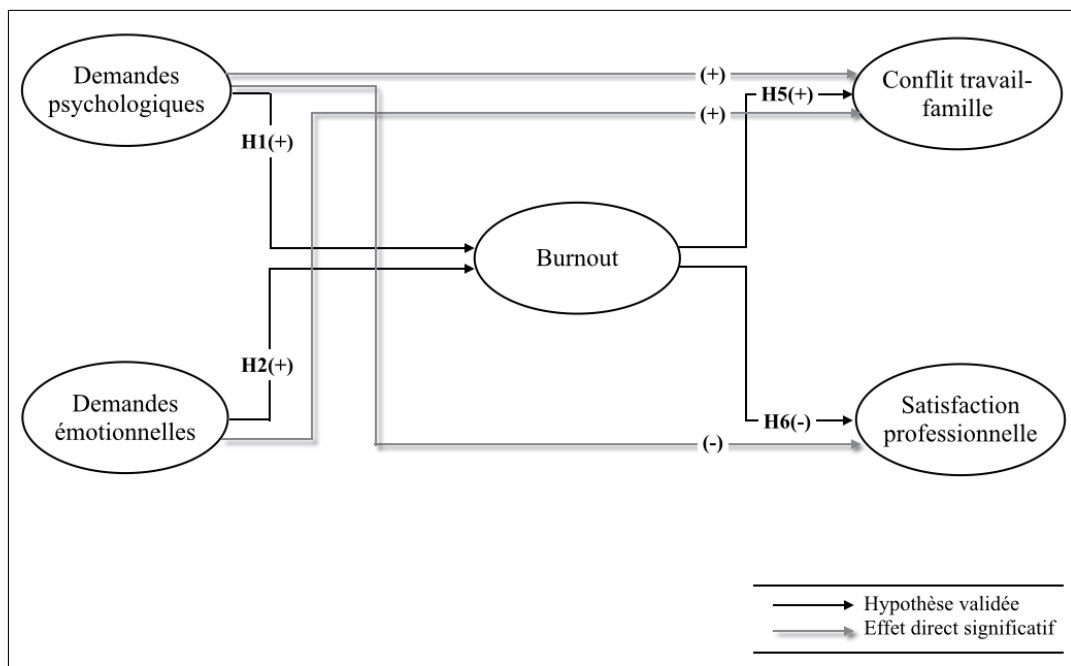 Demandes
psychologiques
(+)
Conflit travail-
famille
H5(+)
(+)
H1(+)
Burnout
H2(+)
Demandes
émotionnelles
H6(-)
(-)
Satisfaction
professionnelle
Hypothèse validée
Effet direct significatif